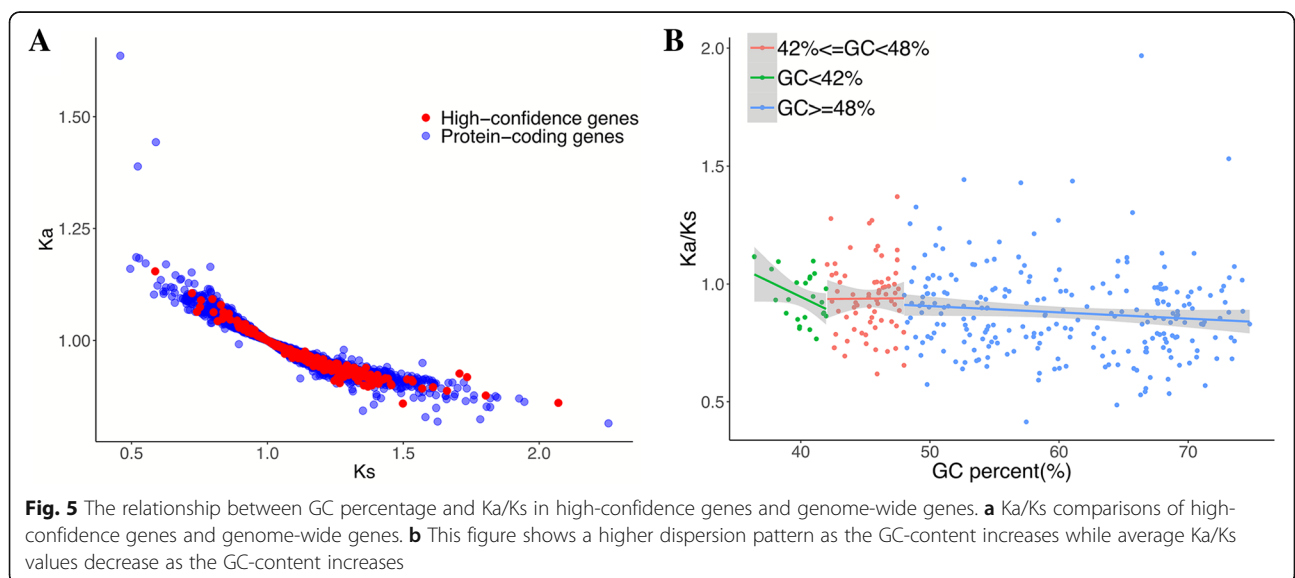 A
Ka
1.50
1.25
1.00
0.5
1.0
1.5
2.0
Ks
High−confidence genes
Protein−coding genes
B
Ka/Ks
2.0
1.5
1.0
0.5
40
50
60
70
GC percent(%)
42%<=GC<48%
GC<42%
GC>=48%
Fig. 5 The relationship between GC percentage and Ka/Ks in high-confidence genes and genome-wide genes. a Ka/Ks comparisons of high-
confidence genes and genome-wide genes. b This figure shows a higher dispersion pattern as the GC-content increases while average Ka/Ks
values decrease as the GC-content increases